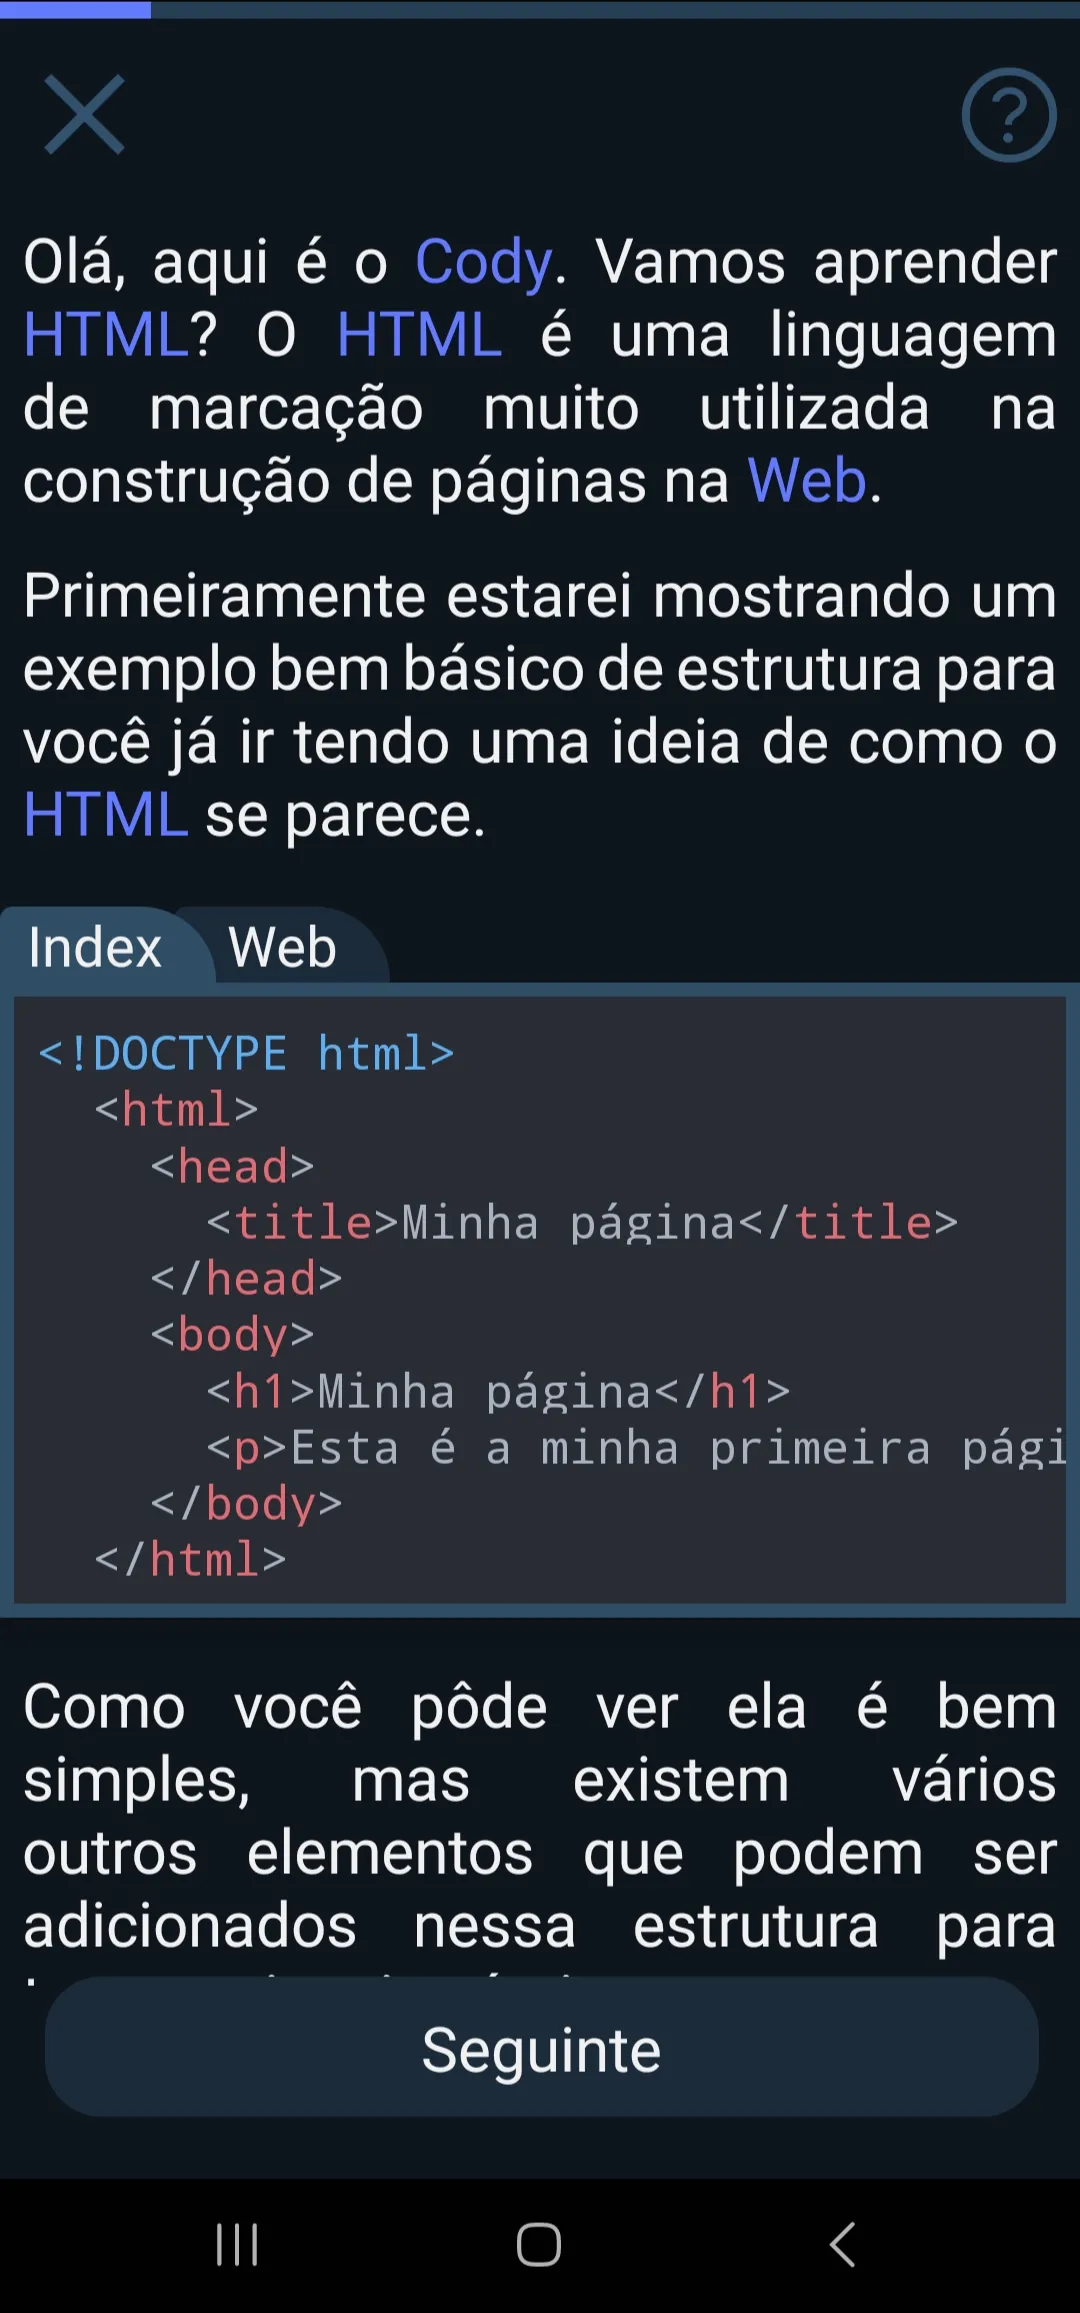 Olá, aqui é o Cody. Vamos aprender
HTML? O HTML é uma linguagem
de marcação muito utilizada na
construção de páginas na Web.
Primeiramente estarei mostrando um
exemplo bem básico de estrutura para
você já ir tendo uma ideia de como o
HTML se parece.
Index Web
<!DOCTYPE html>
<html>
<head>
<title>Minha página</title>
</head>
<body>
<h1>Minha página</h1>
<p>Esta é a minha primeira pági
</body>
</html>
Como você pôde ver ela é bem
simples, mas existem vários
outros elementos que podem ser
adicionados nessa estrutura para
Seguinte